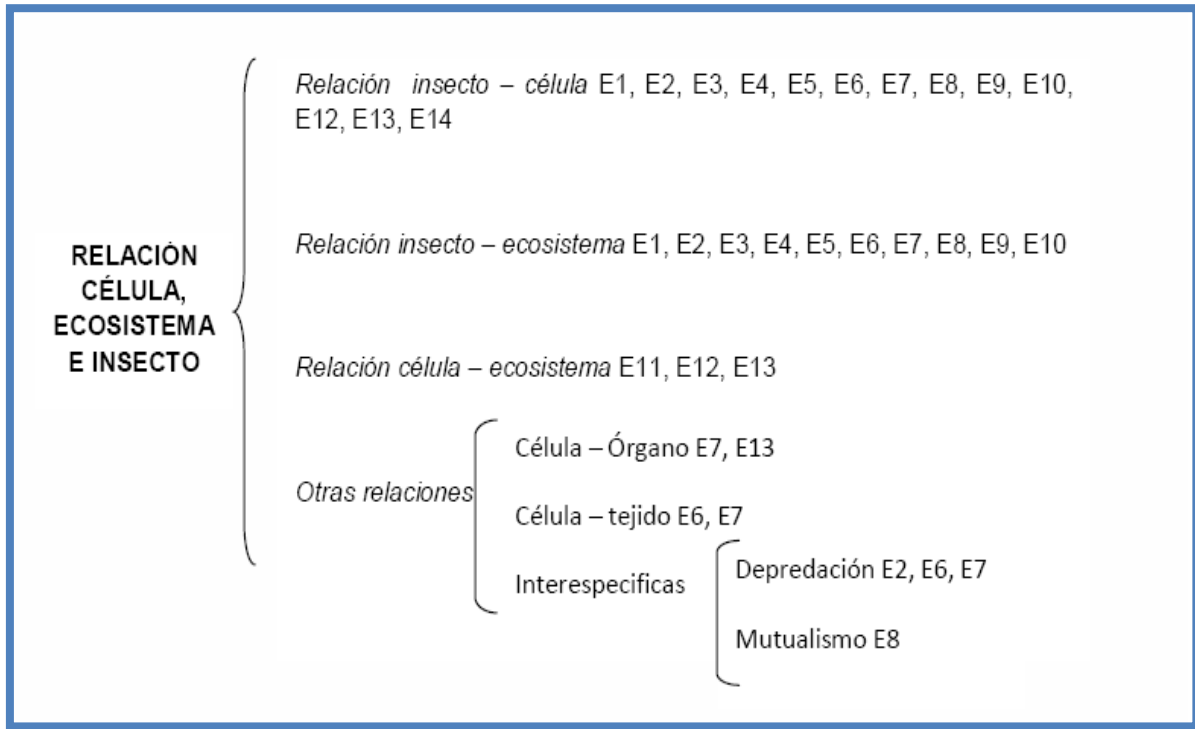 Relación insecto – célula E1, E2, E3, E4, E5, E6, E7, E8, E9, E10,
E12, E13, E14
Relación insecto – ecosistema E1, E2, E3, E4, E5, E6, E7, E8, E9, E10
RELACIÓN
CÉLULA,
ECOSISTEMA
E INSECTO
Relación célula – ecosistema E11, E12, E13
Otras relaciones
Célula – Órgano E7, E13
Célula – tejido E6, E7
Interespecificas
Depredación E2, E6, E7
Mutualismo E8